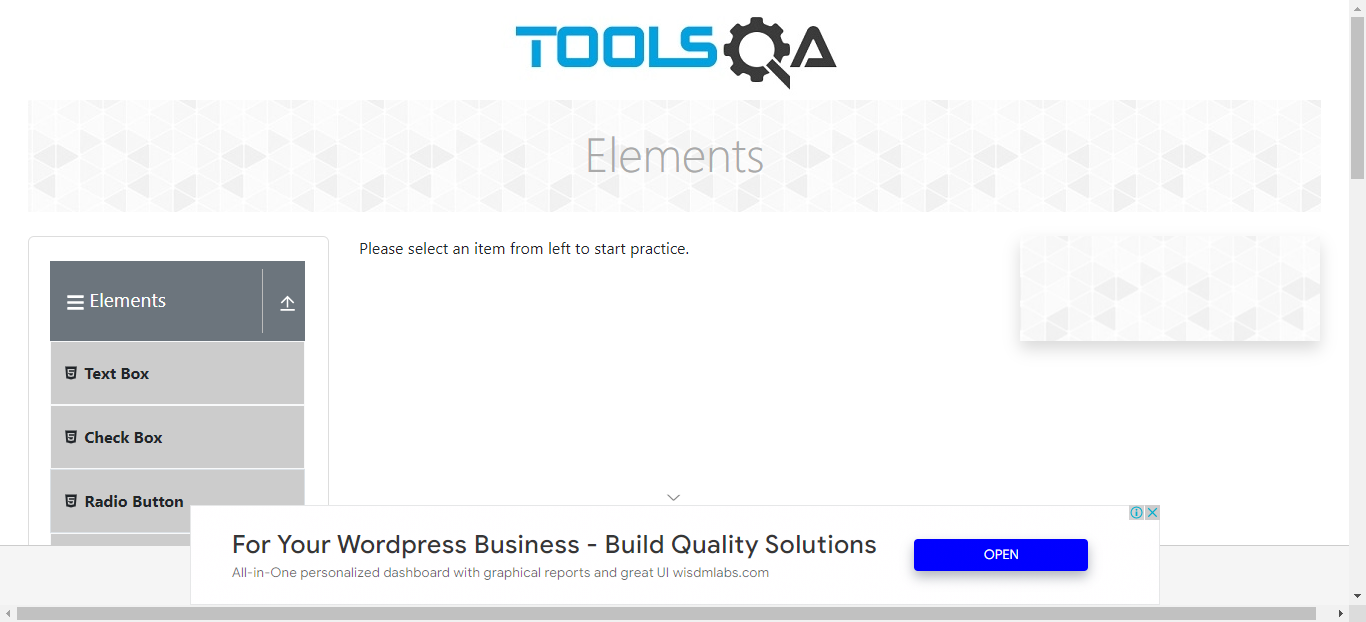 TOOLSQA
Elements
Please select an item from left to start practice.
Elements
Text Box
Check Box
Radio Button
For Your Wordpress Business - Build Quality Solutions
All-in-One personalized dashboard with graphical reports and great UI wisdmlabs.com
OPEN